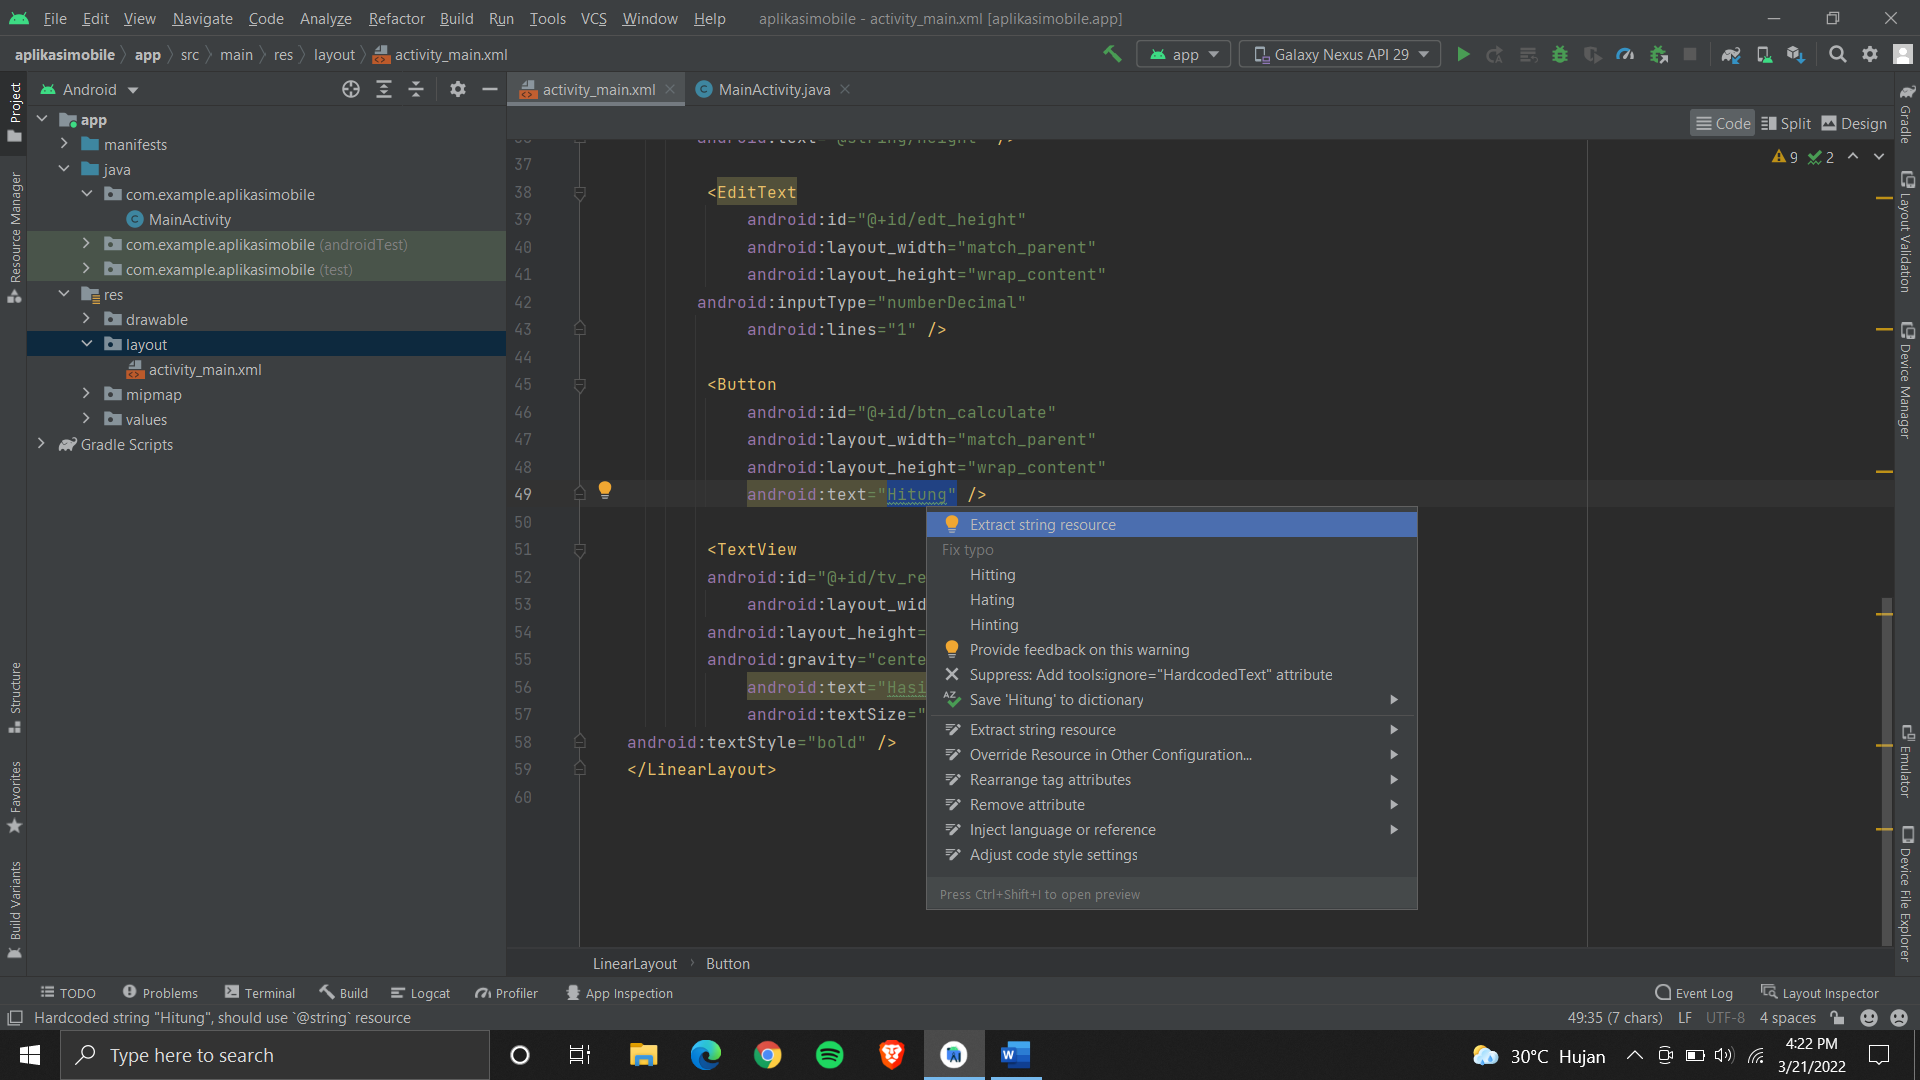 File Edit View Navigate Code Analyze Refactor Build Run Tools VCS Window Help aplikasimobile - activity_main.xml [aplikasimobile.app]
aplikasimobile app src main res layout activity_main.xml
app Galaxy Nexus API 29
Project
Resource Manager
Structure
Favorites
Build Variants
Android
app
manifests
java
com.example.aplikasimobile
MainActivity
com.example.aplikasimobile (androidTest)
com.example.aplikasimobile (test)
res
drawable
layout
activity_main.xml
mipmap
values
Gradle Scripts
activity_main.xml MainActivity.java
Code Split Design
9 2
37
38 <EditText
39 android:id="@+id/edt_height"
40 android:layout_width="match_parent"
41 android:layout_height="wrap_content"
42 android:inputType="numberDecimal"
43 android:lines="1" />
44
45 <Button
46 android:id="@+id/btn_calculate"
47 android:layout_width="match_parent"
48 android:layout_height="wrap_content"
49 android:text="Hitung" />
50
51 <TextView
52 android:id="@+id/tv_re
53 android:layout_wid
54 android:layout_height=
55 android:gravity="cente
56 android:text="Hasi
57 android:textSize="
58 android:textStyle="bold" />
59 </LinearLayout>
60
Extract string resource
Fix typo
Hitting
Hating
Hinting
Provide feedback on this warning
Suppress: Add tools:ignore="HardcodedText" attribute
Save 'Hitung' to dictionary
Extract string resource
Override Resource in Other Configuration...
Rearrange tag attributes
Remove attribute
Inject language or reference
Adjust code style settings
Press Ctrl+Shift+I to open preview
Gradle
Layout Validation
Device Manager
Emulator
Device File Explorer
LinearLayout Button
TODO Problems Terminal Build Logcat Profiler App Inspection Event Log Layout Inspector
Hardcoded string "Hitung", should use `@string` resource 49:35 (7 chars) LF UTF-8 4 spaces
Type here to search 30°C Hujan 4:22 PM
3/21/2022